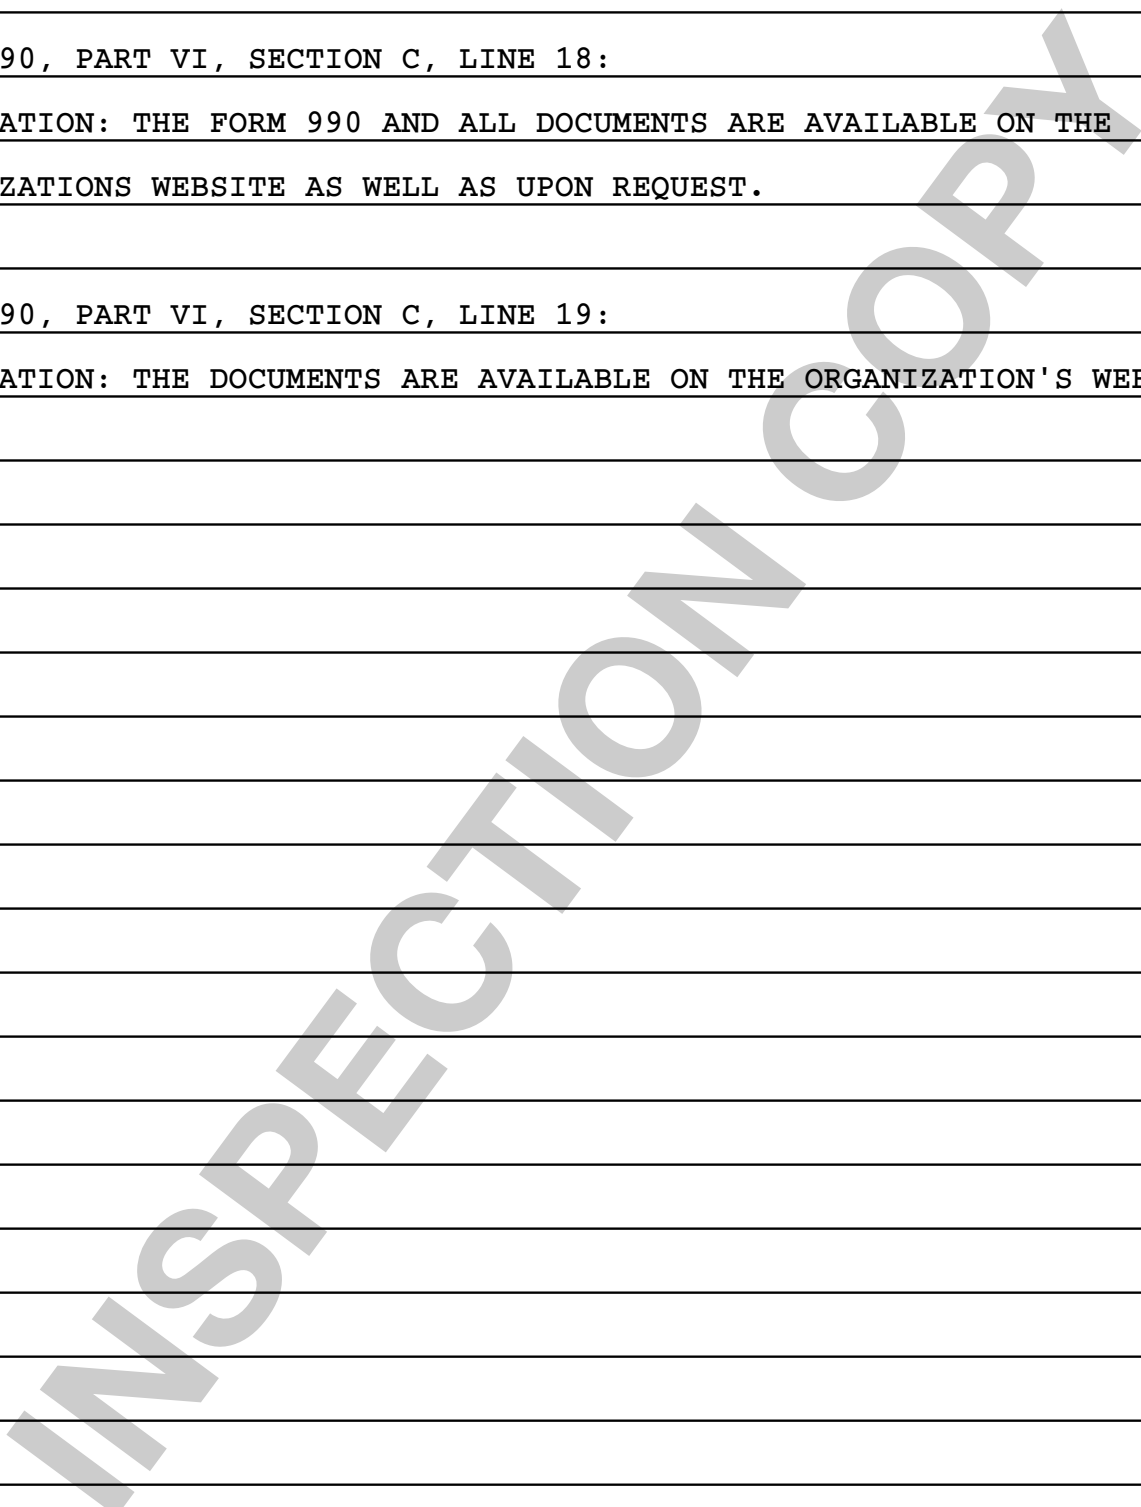 90, PART VI, SECTION C, LINE 18:
ATION: THE FORM 990 AND ALL DOCUMENTS ARE AVAILABLE ON THE
ZATIONS WEBSITE AS WELL AS UPON REQUEST.
90, PART VI, SECTION C, LINE 19:
ATION: THE DOCUMENTS ARE AVAILABLE ON THE ORGANIZATION'S WEB
INSPECTION COPY